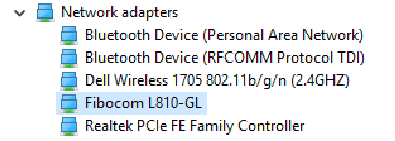 Network adapters
Bluetooth Device (Personal Area Network)
Bluetooth Device (RFCOMM Protocol TDI)
Dell Wireless 1705 802.11b/g/n (2.4GHZ)
Fibocom L810-GL
Realtek PCIe FE Family Controller